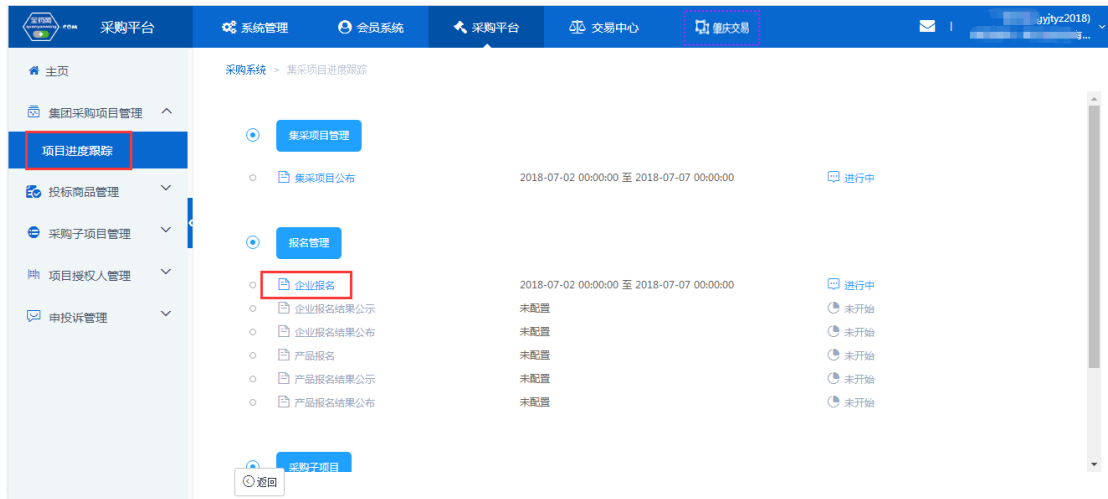 金药网 .COM 采购平台 系统管理 会员系统 采购平台 交易中心 肇庆交易 gyjtyz2018)
主页
采购系统 > 集采项目进度跟踪
集团采购项目管理
集采项目管理
项目进度跟踪
集采项目公布 2018-07-02 00:00:00 至 2018-07-07 00:00:00 进行中
投标商品管理
采购子项目管理
报名管理
项目授权人管理
企业报名 2018-07-02 00:00:00 至 2018-07-07 00:00:00 进行中
企业报名结果公示 未配置 未开始
申投诉管理
企业报名结果公布 未配置 未开始
产品报名 未配置 未开始
产品报名结果公示 未配置 未开始
产品报名结果公布 未配置 未开始
采购子项目
返回